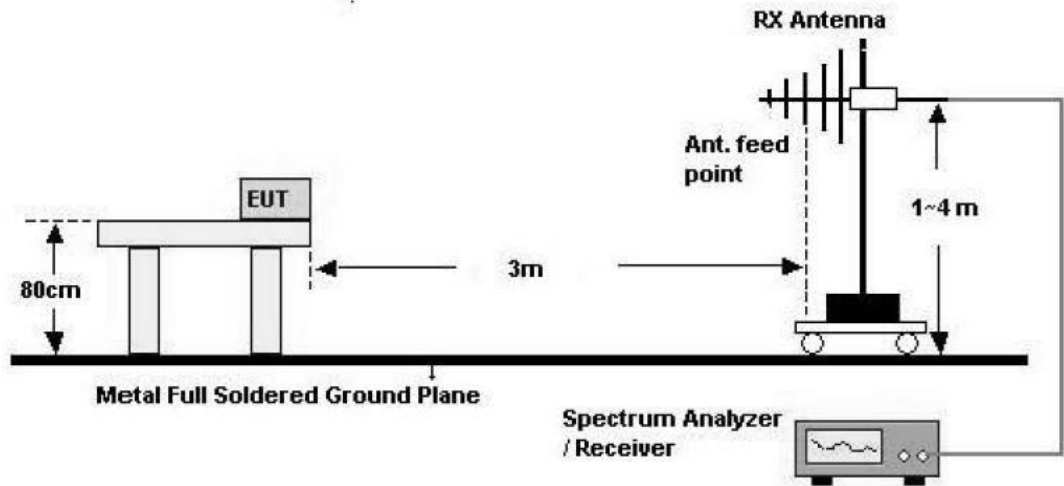 RX Antenna
Ant. feed
point
EUT
1~4 m
3m
80cm
Metal Full Soldered Ground Plane
Spectrum Analyzer
/ Receiver